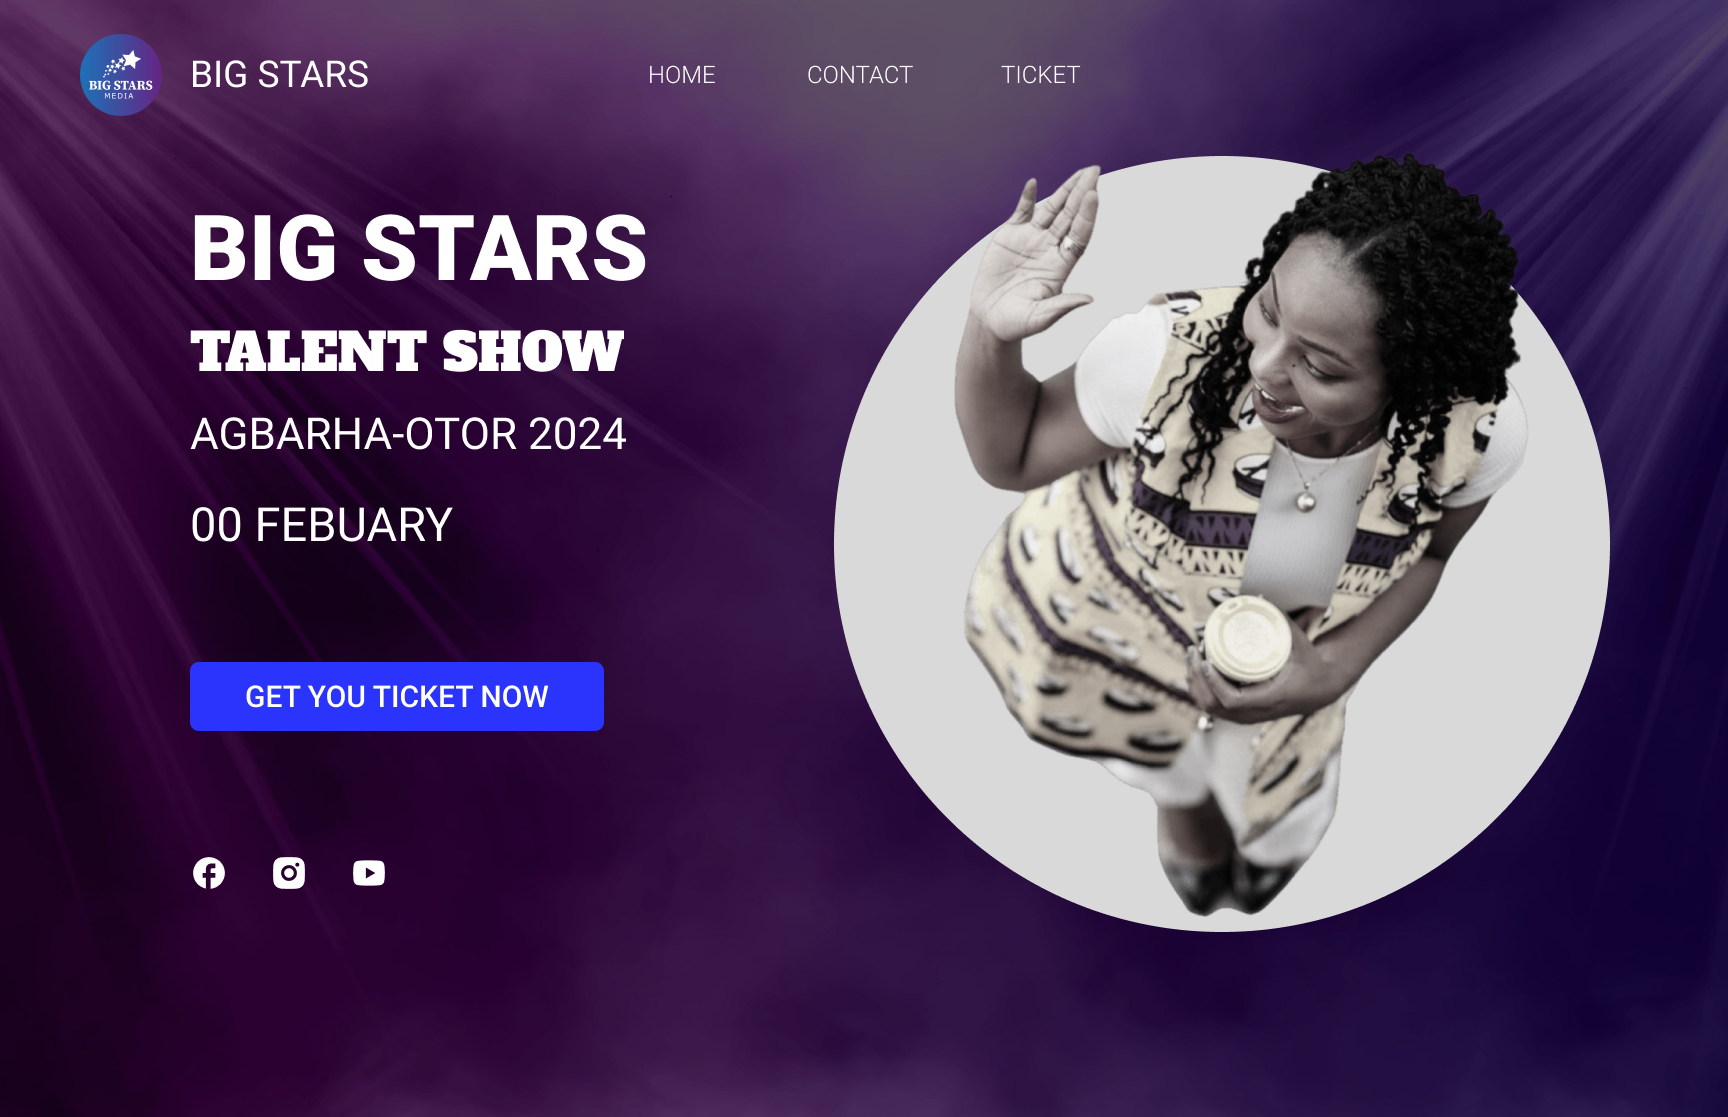 BIG STARS
MEDIA
BIG STARS
HOME
CONTACT
TICKET
BIG STARS
TALENT SHOW
AGBARHA-OTOR 2024
00 FEBUARY
GET YOU TICKET NOW